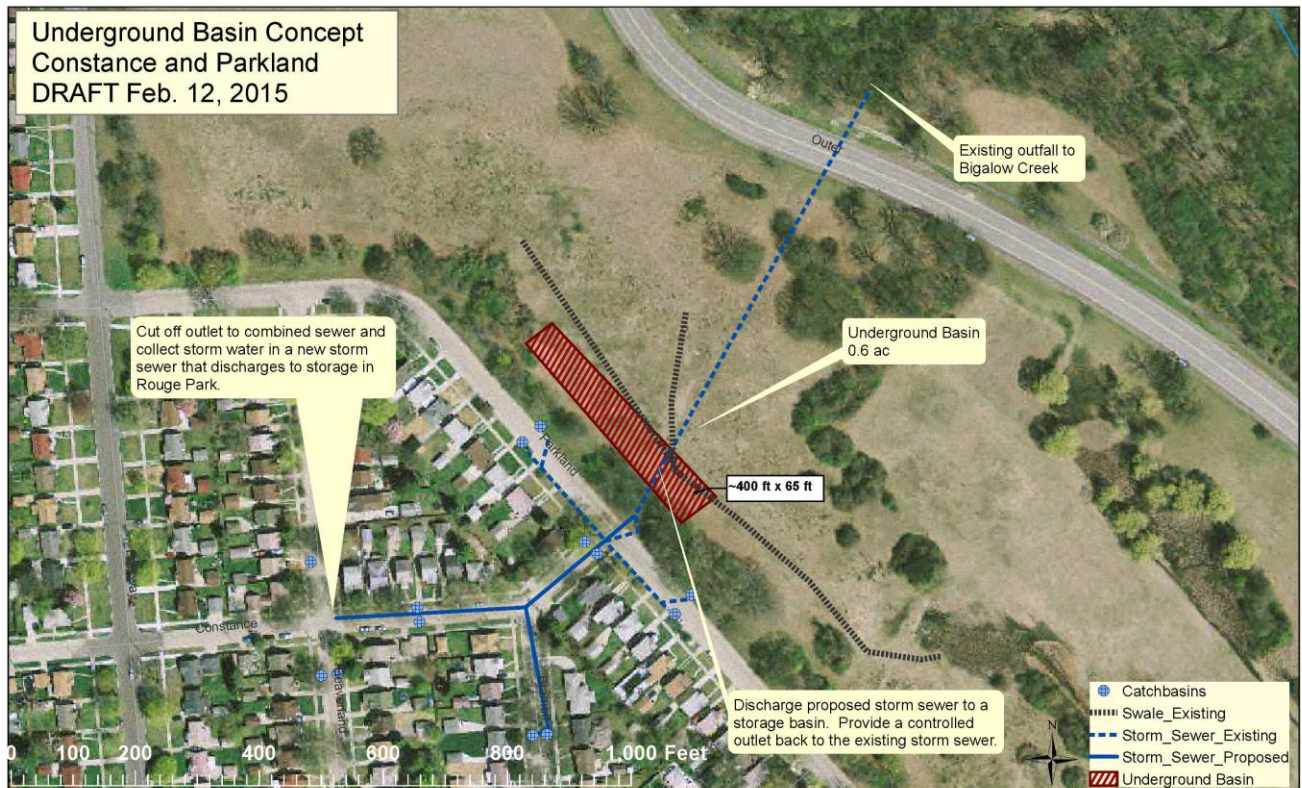 Underground Basin Concept
Constance and Parkland
DRAFT Feb. 12, 2015
Outer
Existing outfall to
Bigalow Creek
Cut off outlet to combined sewer and
collect storm water in a new storm
sewer that discharges to storage in
Rouge Park.
Underground Basin
0.6 ac
Parkland
~400 ft x 65 ft
Constance
Discharge proposed storm sewer to a
storage basin. Provide a controlled
outlet back to the existing storm sewer.
0 100 200 400 600 800 1,000 Feet
N
Catchbasins
Swale_Existing
Storm_Sewer_Existing
Storm_Sewer_Proposed
Underground Basin